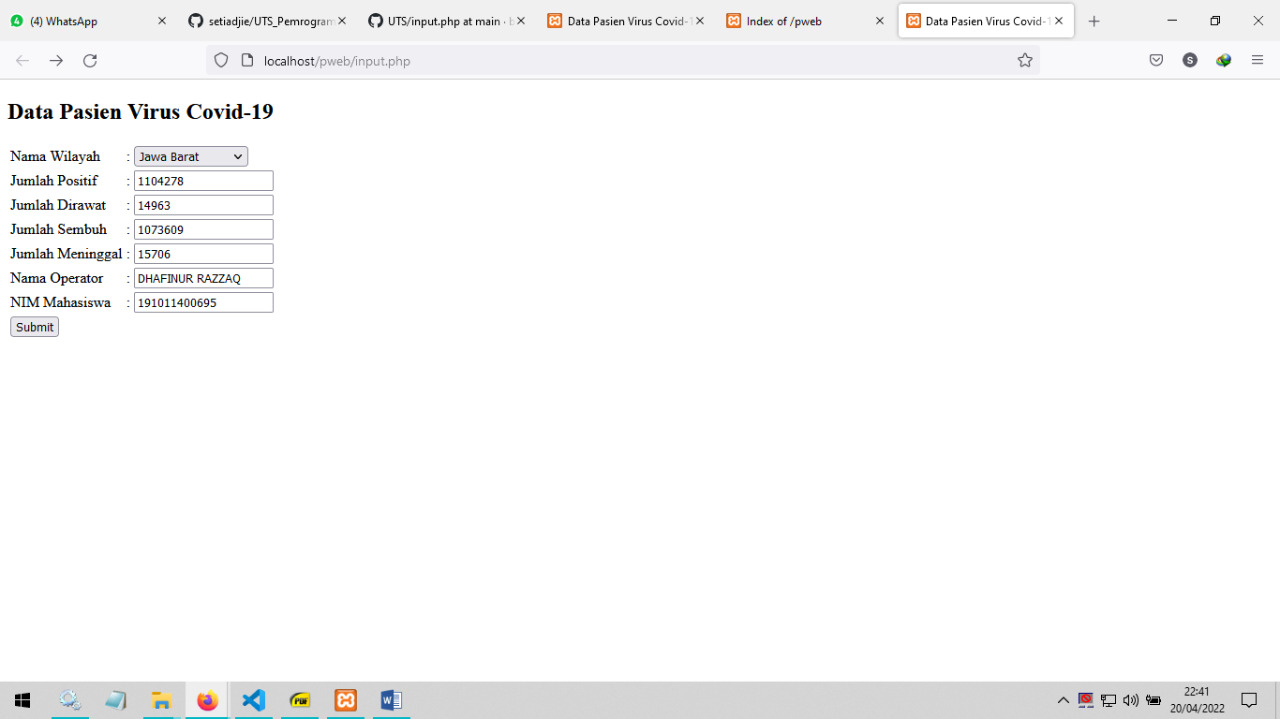 (4) WhatsApp
setiadjie/UTS_Pemrogram
UTS/input.php at main · b
Data Pasien Virus Covid-1
Index of /pweb
Data Pasien Virus Covid-1
localhost/pweb/input.php
S
Data Pasien Virus Covid-19
Nama Wilayah : Jawa Barat
Jumlah Positif : 1104278
Jumlah Dirawat : 14963
Jumlah Sembuh : 1073609
Jumlah Meninggal : 15706
Nama Operator : DHAFINUR RAZZAQ
NIM Mahasiswa : 191011400695
Submit
PDF
22:41
20/04/2022